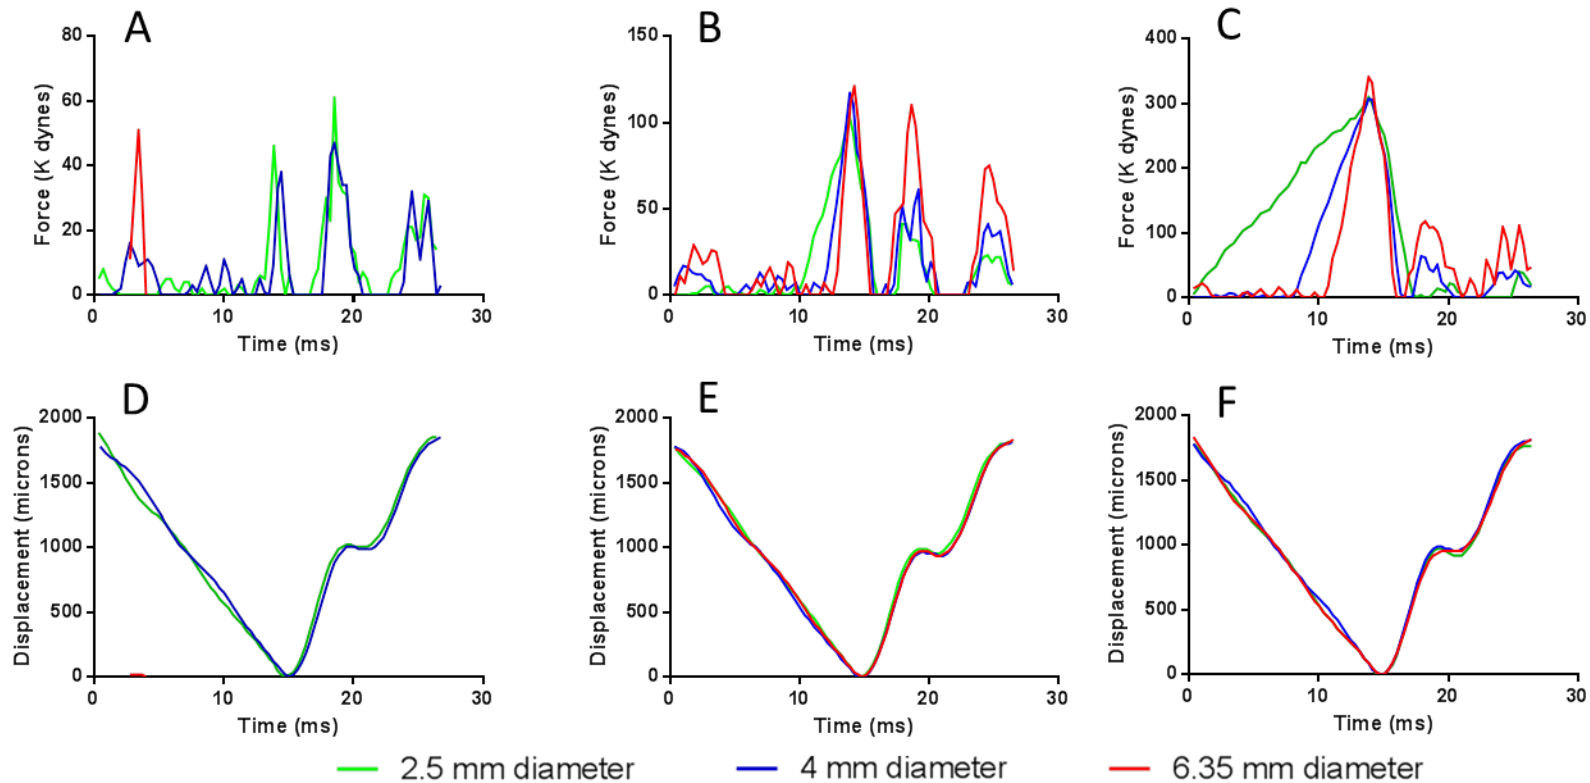 A
B
C
Force (K dynes)
80
60
40
20
0
0 10 20 30
Time (ms)
Force (K dynes)
150
100
50
0
0 10 20 30
Time (ms)
Force (K dynes)
400
300
200
100
0
0 10 20 30
Time (ms)
D
E
F
Displacement (microns)
2000
1500
1000
500
0
0 10 20 30
Time (ms)
Displacement (microns)
2000
1500
1000
500
0
0 10 20 30
Time (ms)
Displacement (microns)
2000
1500
1000
500
0
0 10 20 30
Time (ms)
2.5 mm diameter
4 mm diameter
6.35 mm diameter